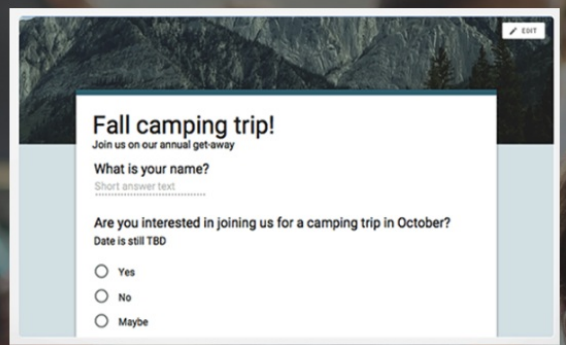 EDIT
Fall camping trip!
Join us on our annual get-away
What is your name?
Short answer text
Are you interested in joining us for a camping trip in October?
Date is still TBD
Yes
No
Maybe